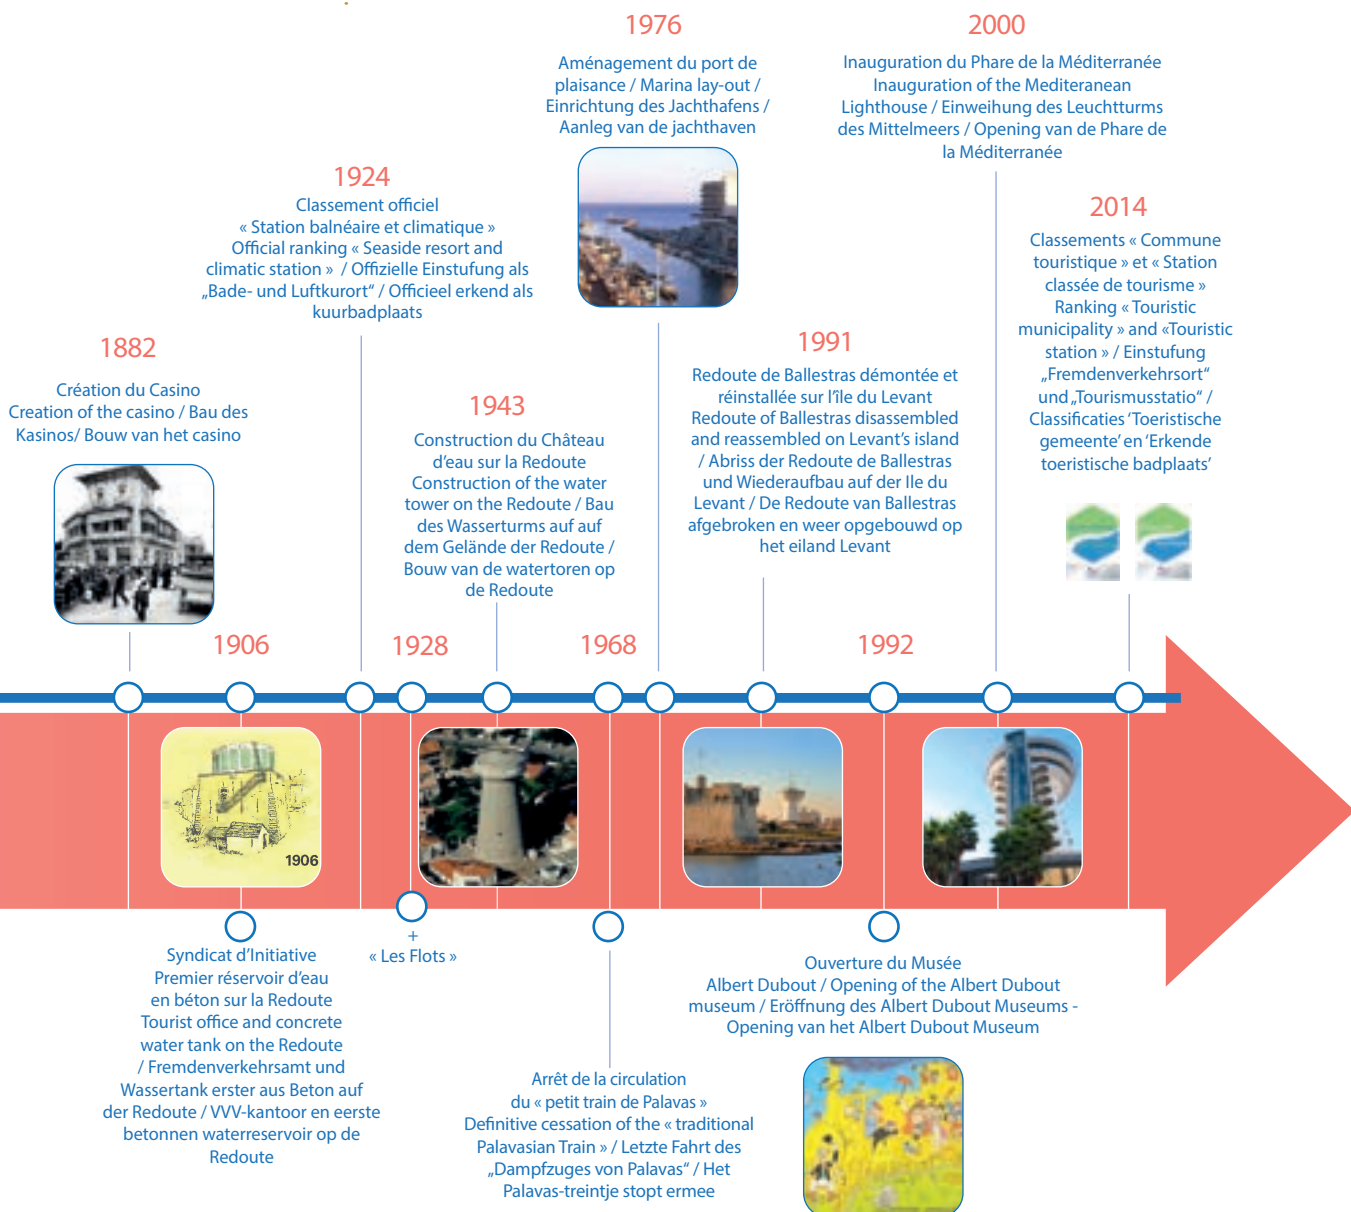 1882
Création du Casino
Creation of the casino / Bau des
Kasinos/ Bouw van het casino
1906
1906
Syndicat d’Initiative
Premier réservoir d’eau
en béton sur la Redoute
Tourist office and concrete
water tank on the Redoute
/ Fremdenverkehrsamt und
Wassertank erster aus Beton auf
der Redoute / VVV-kantoor en eerste
betonnen waterreservoir op de
Redoute
1924
Classement officiel
« Station balnéaire et climatique »
Official ranking « Seaside resort and
climatic station » / Offizielle Einstufung als
„Bade- und Luftkurort“ / Officieel erkend als
kuurbadplaats
1928
+
« Les Flots »
1943
Construction du Château
d’eau sur la Redoute
Construction of the water
tower on the Redoute / Bau
des Wasserturms auf auf
dem Gelände der Redoute /
Bouw van de watertoren op
de Redoute
1968
Arrêt de la circulation
du « petit train de Palavas »
Definitive cessation of the « traditional
Palavasian Train » / Letzte Fahrt des
„Dampfzuges von Palavas“ / Het
Palavas-treintje stopt ermee
1976
Aménagement du port de
plaisance / Marina lay-out /
Einrichtung des Jachthafens /
Aanleg van de jachthaven
1991
Redoute de Ballestras démontée et
réinstallée sur l’île du Levant
Redoute of Ballestras disassembled
and reassembled on Levant’s island
/ Abriss der Redoute de Ballestras
und Wiederaufbau auf der Ile du
Levant / De Redoute van Ballestras
afgebroken en weer opgebouwd op
het eiland Levant
1992
Ouverture du Musée
Albert Dubout / Opening of the Albert Dubout
museum / Eröffnung des Albert Dubout Museums -
Opening van het Albert Dubout Museum
2000
Inauguration du Phare de la Méditerranée
Inauguration of the Mediteranean
Lighthouse / Einweihung des Leuchtturms
des Mittelmeers / Opening van de Phare de
la Méditerranée
2014
Classements « Commune
touristique » et « Station
classée de tourisme »
Ranking « Touristic
municipality » and «Touristic
station » / Einstufung
„Fremdenverkehrsort“
und „Tourismusstatio“ /
Classificaties ‘Toeristische
gemeente’ en ‘Erkende
toeristische badplaats’